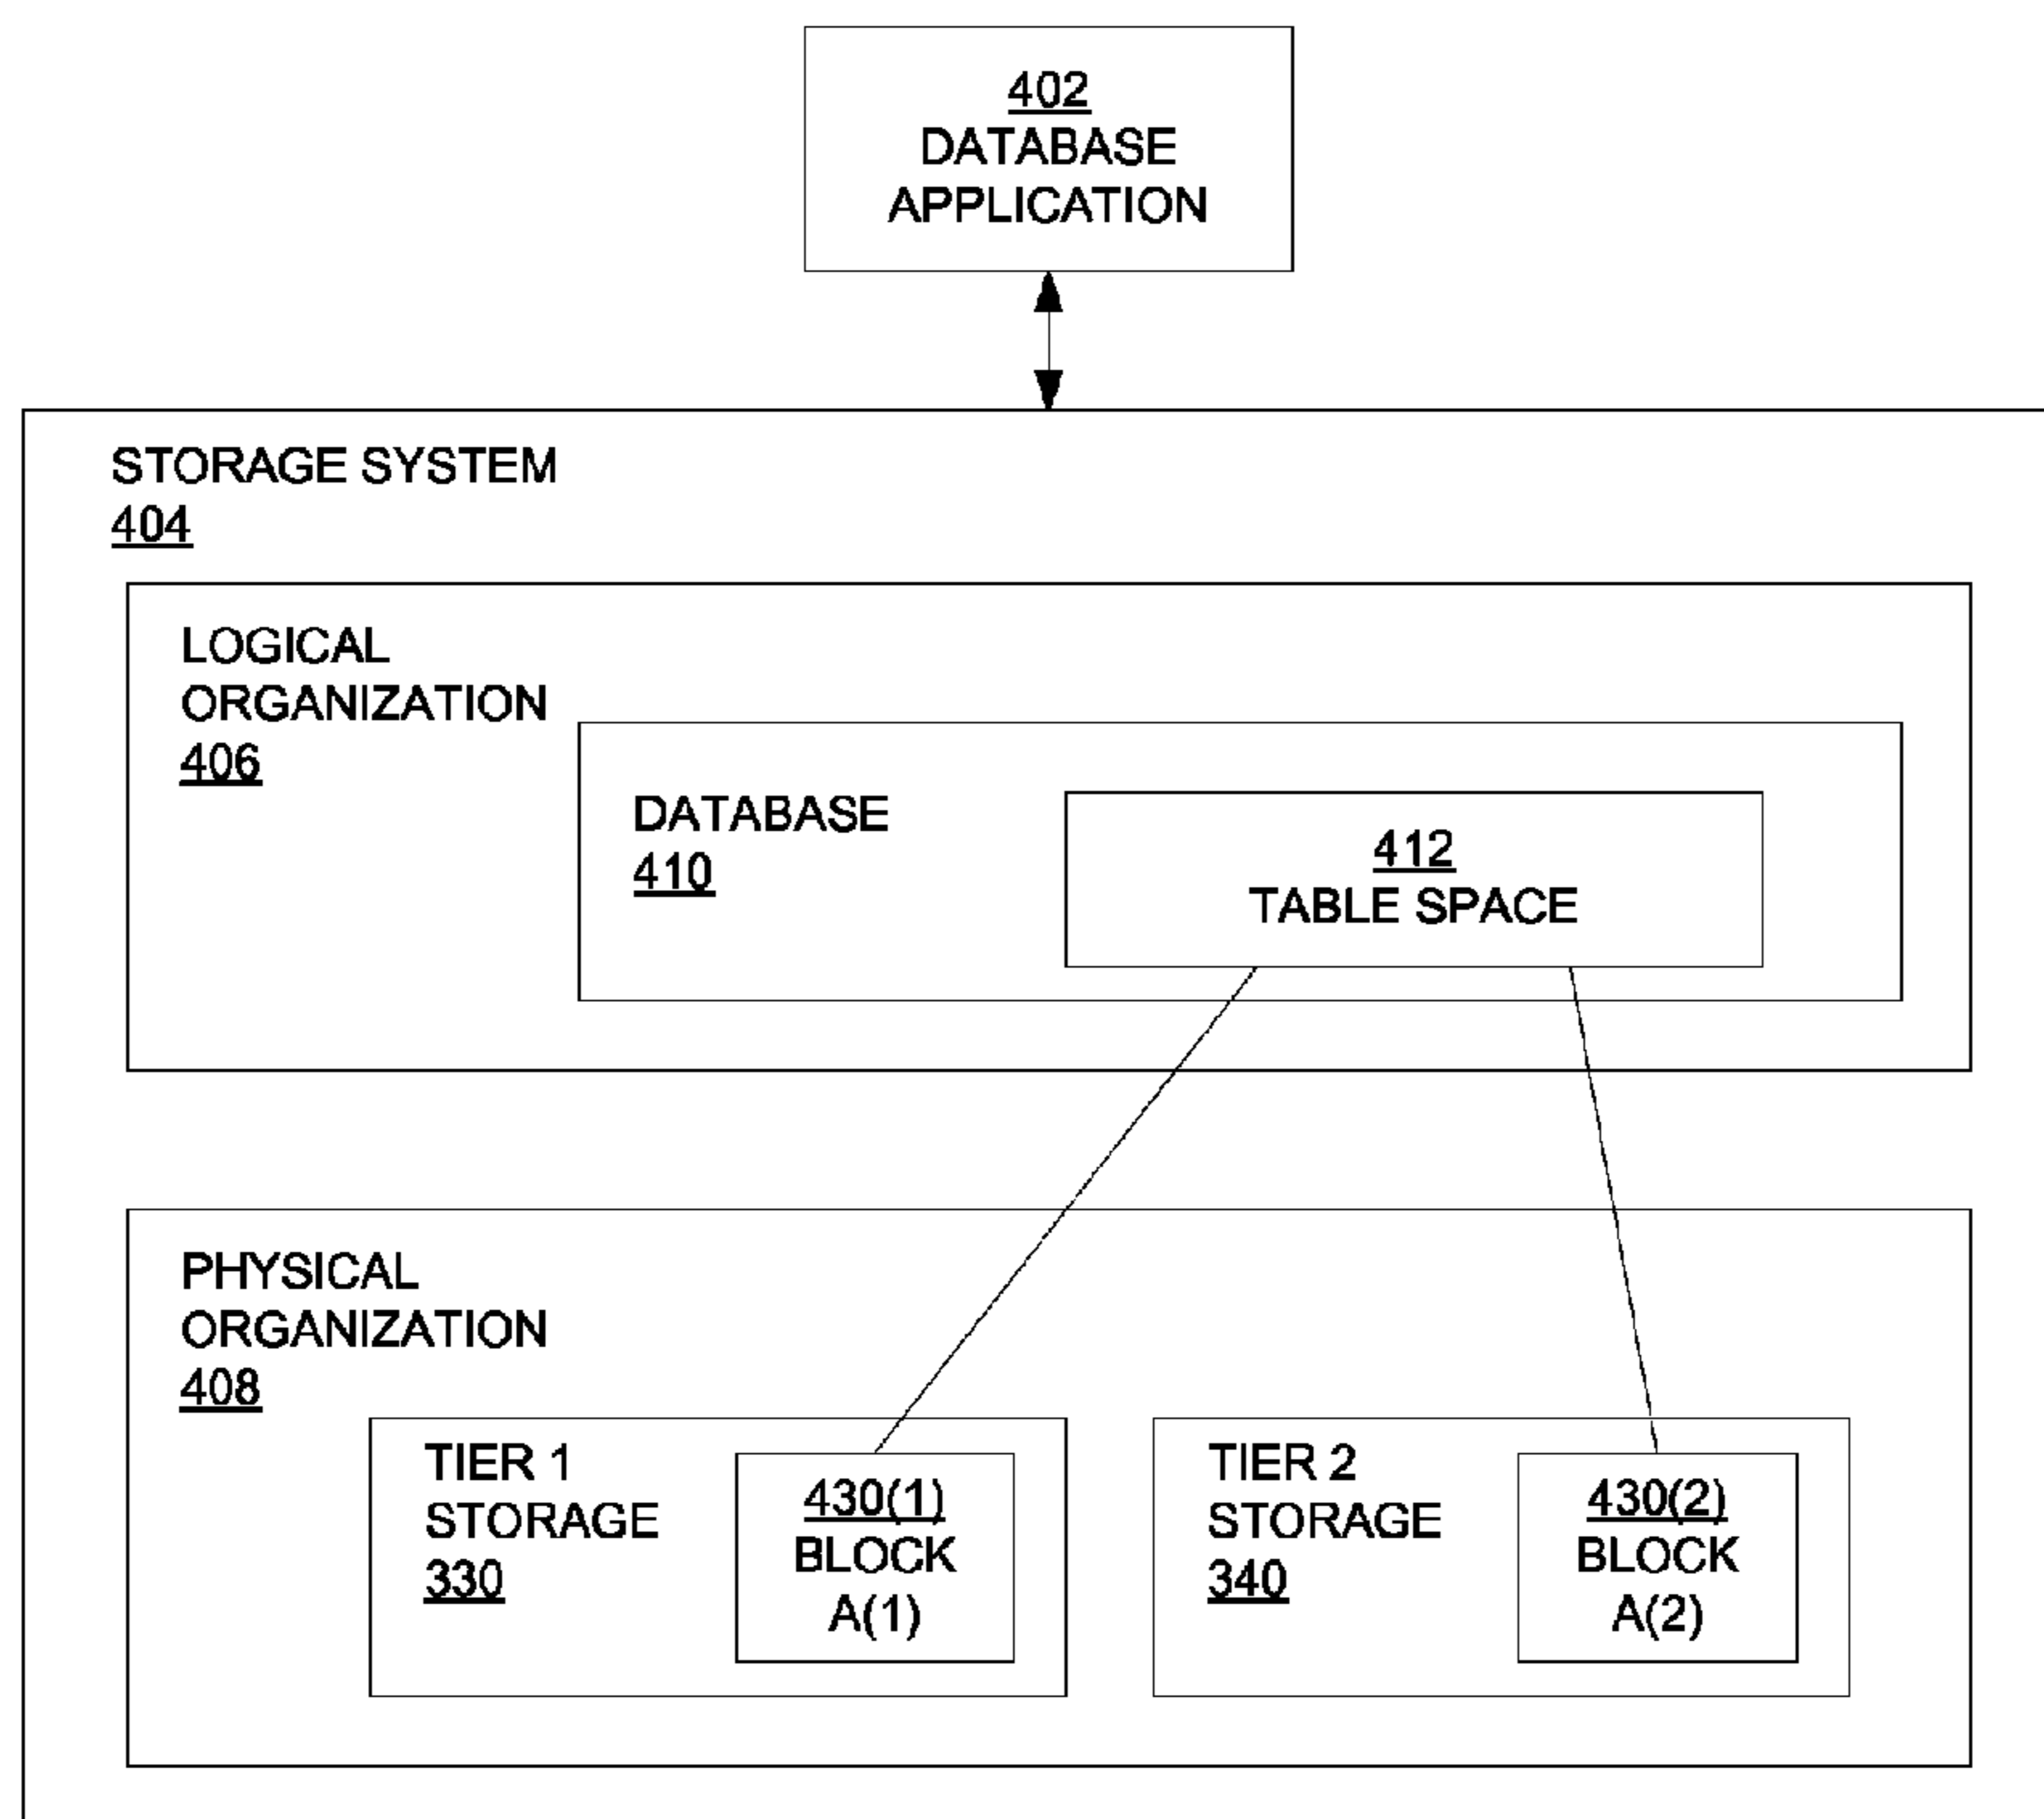 402
DATABASE
APPLICATION
STORAGE SYSTEM
404
LOGICAL
ORGANIZATION
406
DATABASE
410
412
TABLE SPACE
PHYSICAL
ORGANIZATION
408
TIER 1
STORAGE
330
430(1)
BLOCK
A(1)
TIER 2
STORAGE
340
430(2)
BLOCK
A(2)